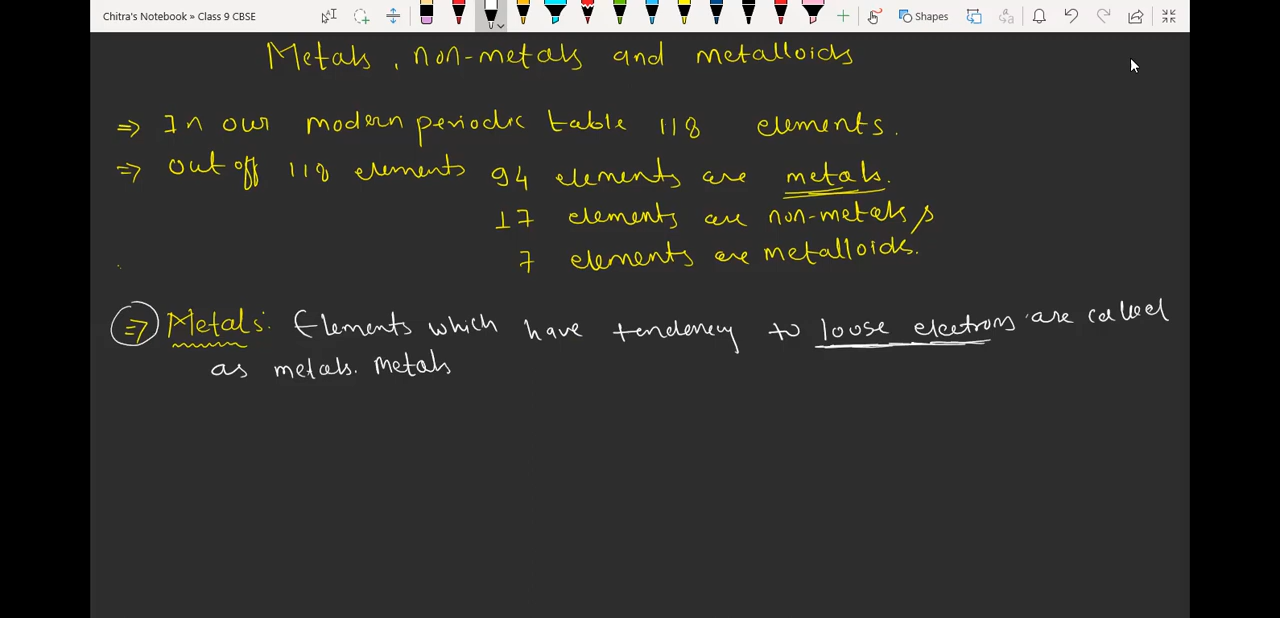 Chitra's Notebook » Class 9 CBSE
Shapes
Metals, non-metals and metalloids
⇒ In our modern periodic table 118 elements.
⇒ out off 118 elements 94 elements are metals.
17 elements are non-metals,
7 elements are metalloids.
⇒ Metals: Elements which have tendency to loose electrons are called
as metals. Metals